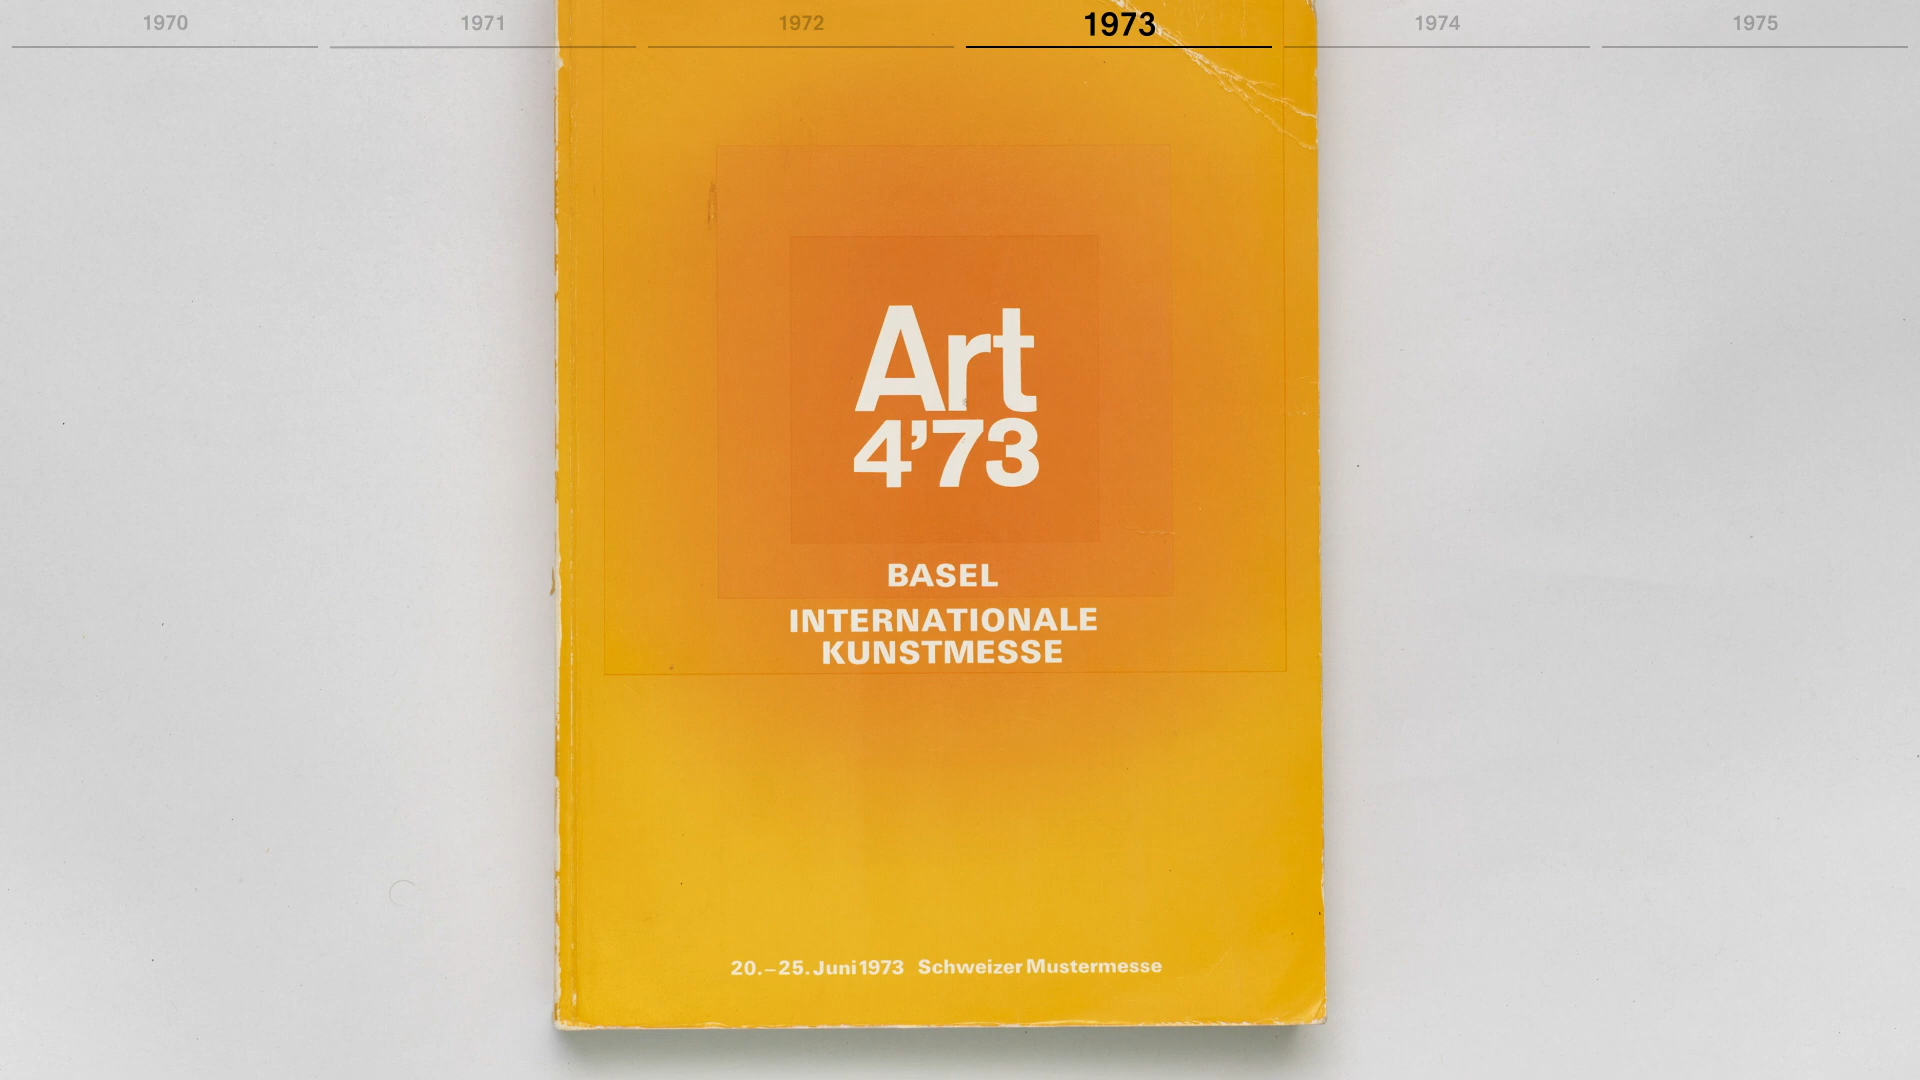 1970 1971 1972 1973 1974 1975
Art
4’73
BASEL
INTERNATIONALE
KUNSTMESSE
20.–25. Juni 1973 Schweizer Mustermesse